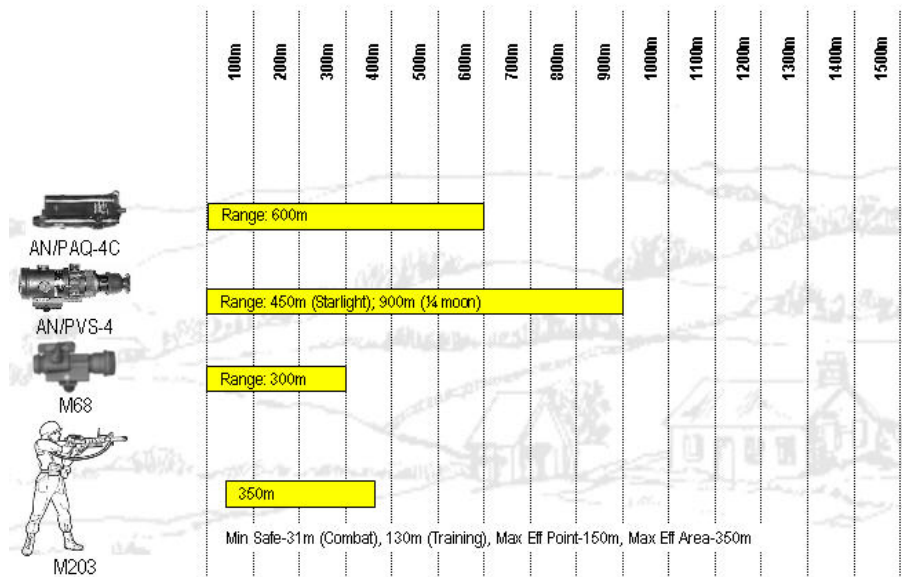 100m 200m 300m 400m 500m 600m 700m 800m 900m 1000m 1100m 1200m 1300m 1400m 1500m
Range: 600m
AN/PAQ-4C
Range: 450m (Starlight); 900m (¼ moon)
AN/PVS-4
Range: 300m
M68
350m
Min Safe-31m (Combat), 130m (Training), Max Eff Point-150m, Max Eff Area-350m
M203